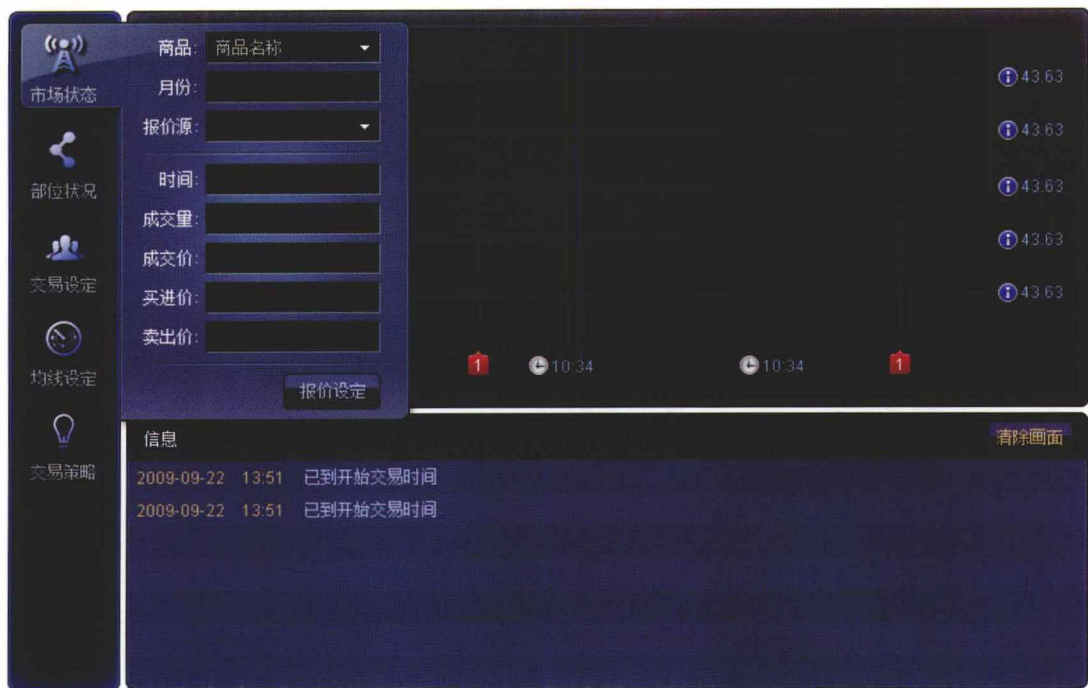 市场状态
部位状况
交易设定
均线设定
交易策略
商品: 商品名称
月份:
报价源:
时间:
成交量:
成交价:
买进价:
卖出价:
报价设定
43.63
43.63
43.63
43.63
43.63
1 10:34 10:34 1
信息 清除画面
2009-09-22 13:51 已到开始交易时间
2009-09-22 13:51 已到开始交易时间